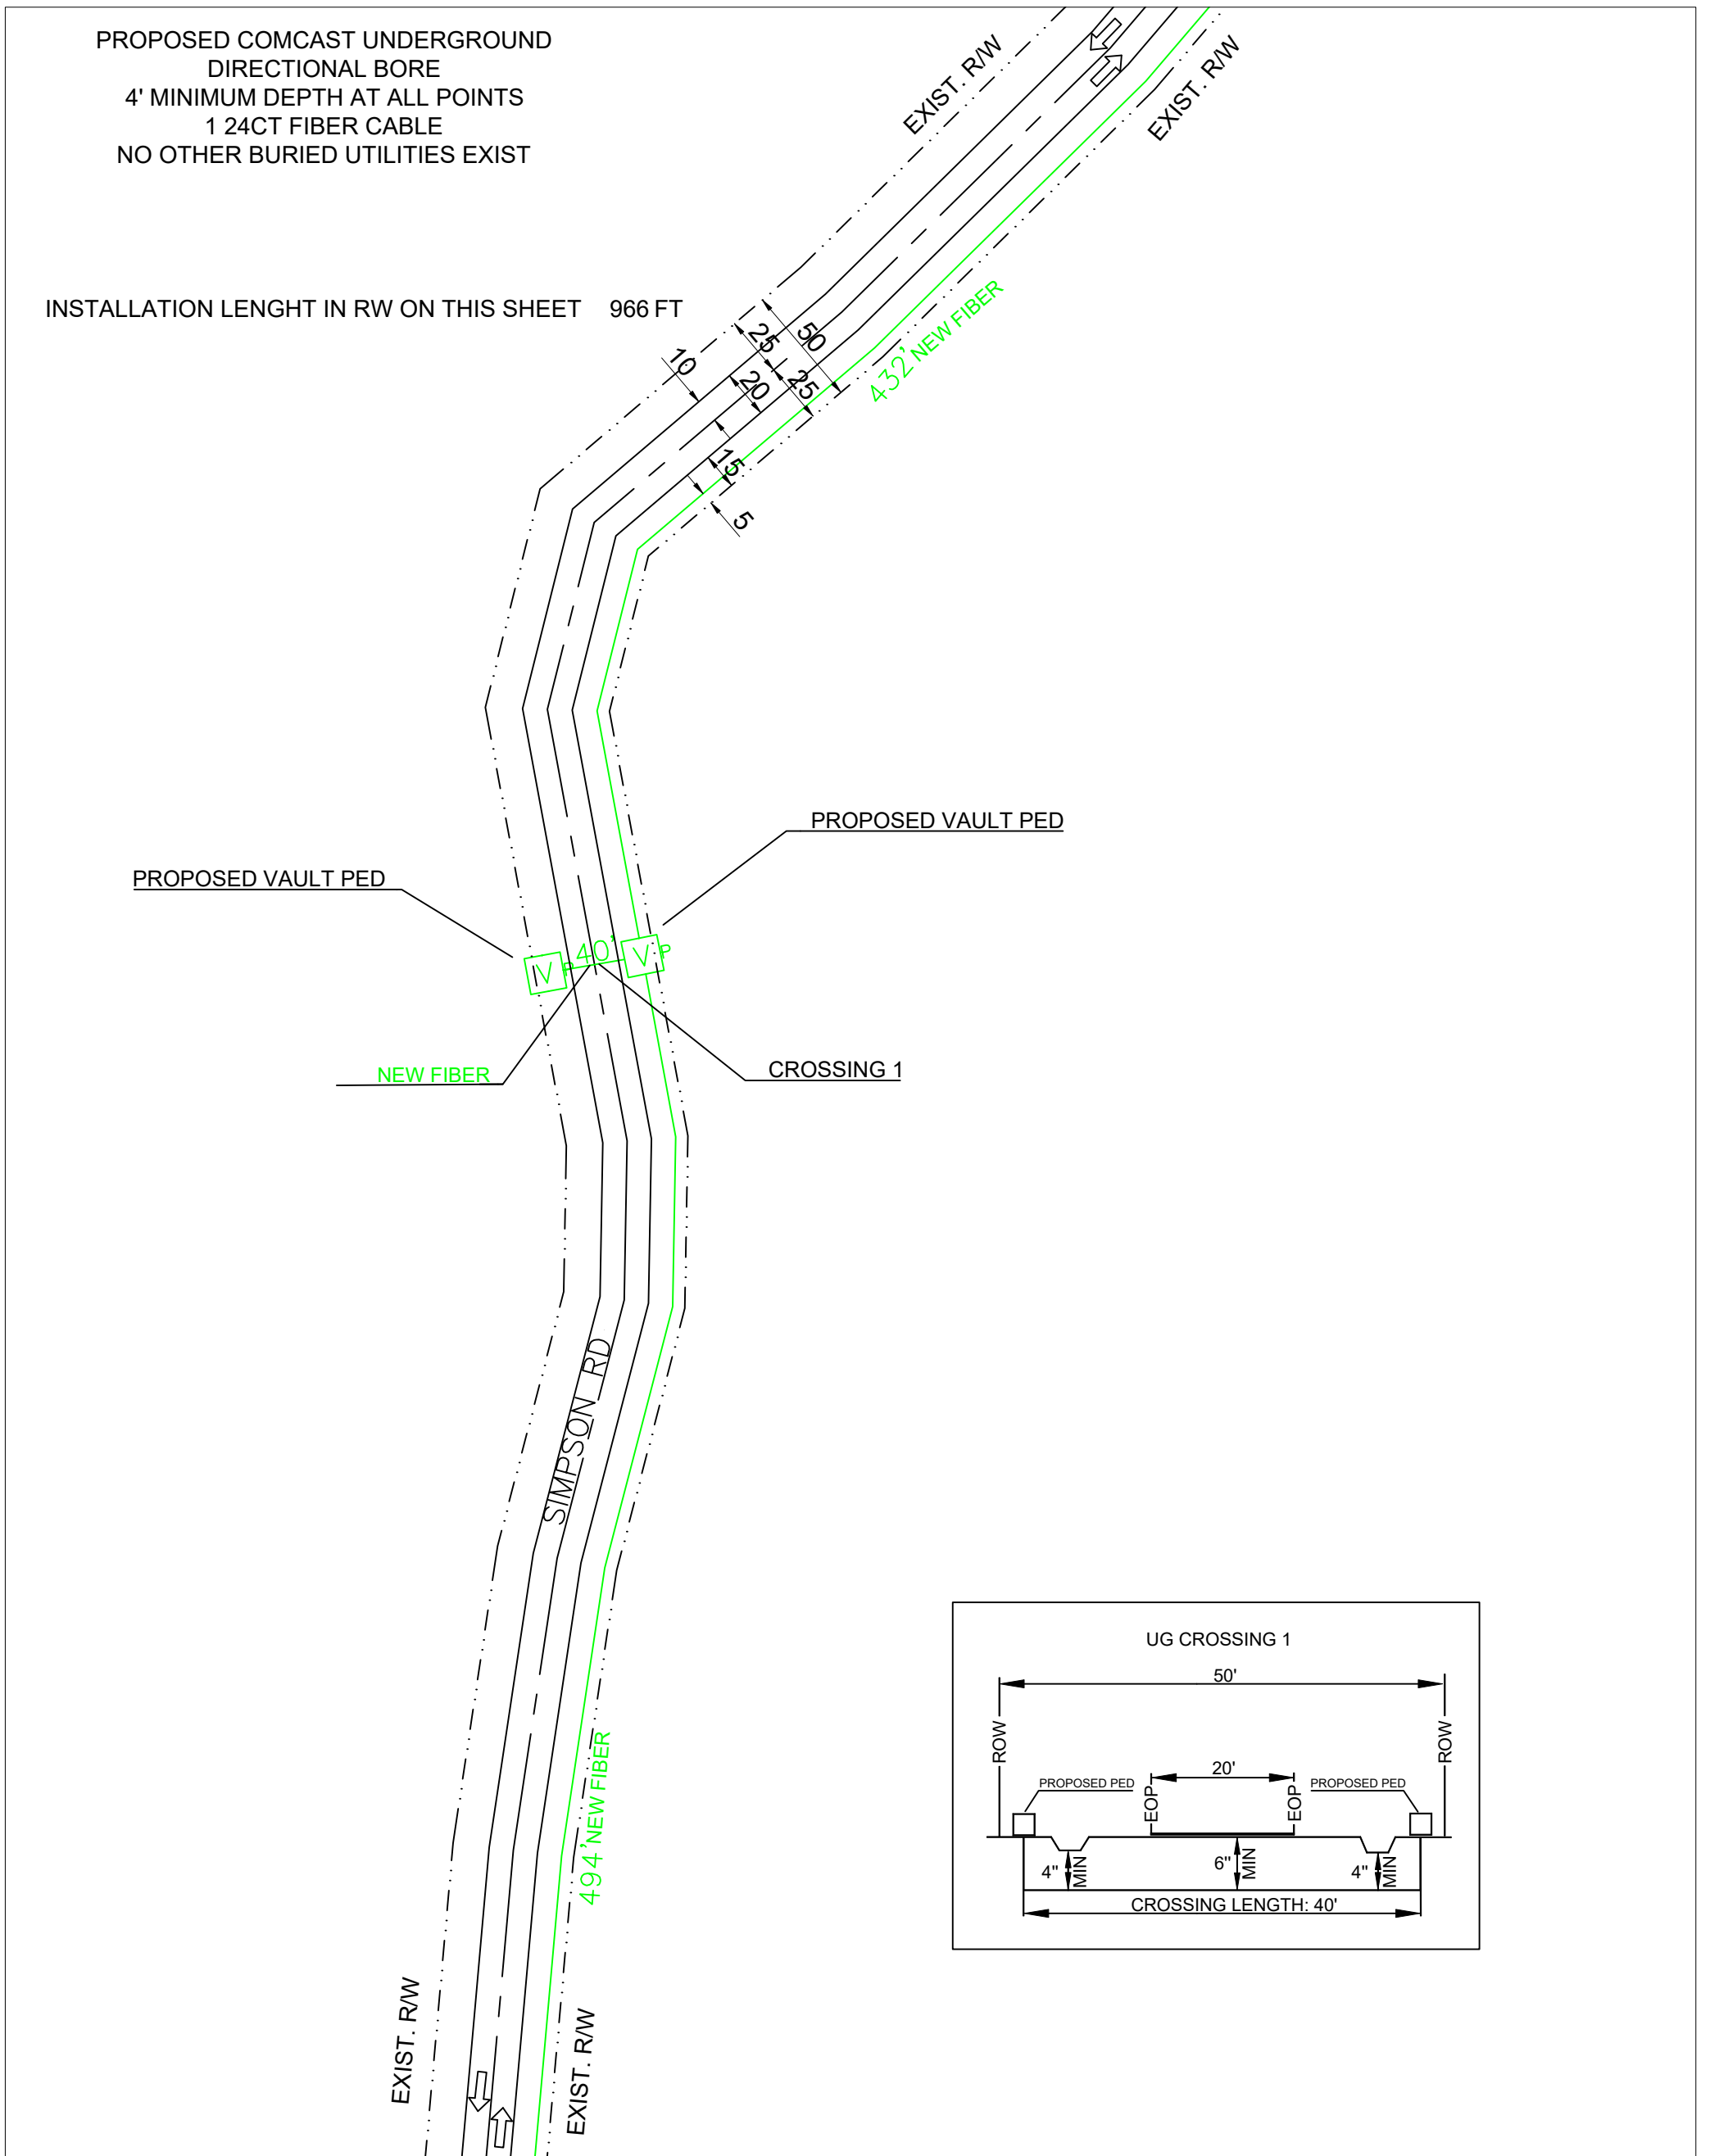 PROPOSED COMCAST UNDERGROUND
DIRECTIONAL BORE
4' MINIMUM DEPTH AT ALL POINTS
1 24CT FIBER CABLE
NO OTHER BURIED UTILITIES EXIST
EXIST. R/W
EXIST. R/W
INSTALLATION LENGHT IN RW ON THIS SHEET 966 FT
432' NEW FIBER
50
25
10
20
25
15
5
PROPOSED VAULT PED
PROPOSED VAULT PED
V P
40'
V P
NEW FIBER
CROSSING 1
SIMPSON RD
494' NEW FIBER
EXIST. R/W
EXIST. R/W
UG CROSSING 1
50'
ROW
ROW
20'
PROPOSED PED
PROPOSED PED
EOP
EOP
4" MIN
6" MIN
4" MIN
CROSSING LENGTH: 40'